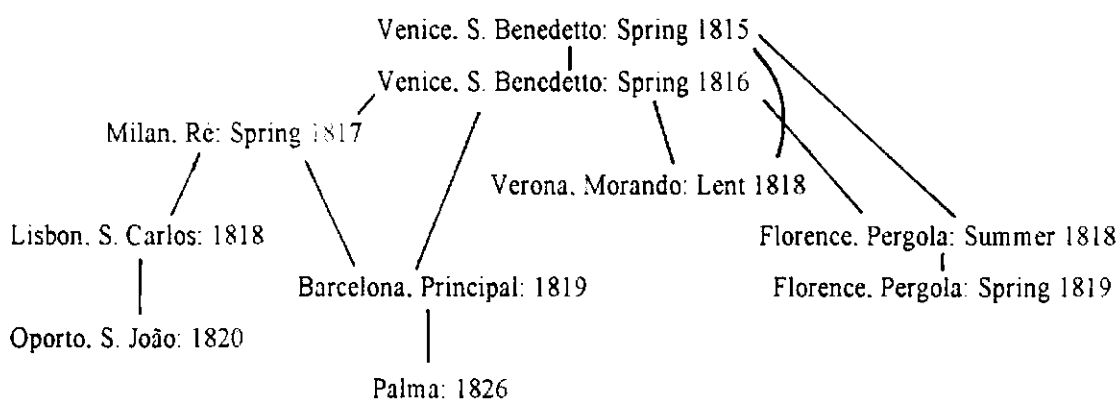 Venice. S. Benedetto: Spring 1815
Venice. S. Benedetto: Spring 1816
Milan. Rè: Spring 1817
Verona. Morando: Lent 1818
Lisbon. S. Carlos: 1818
Florence. Pergola: Summer 1818
Barcelona. Principal: 1819
Florence. Pergola: Spring 1819
Oporto. S. João: 1820
Palma: 1826